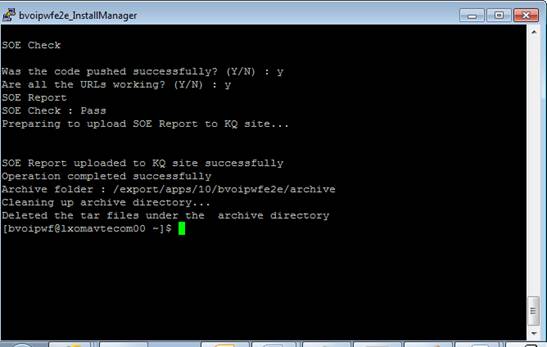 bvoipwfe2e_InstallManager
SOE Check
Was the code pushed successfully? (Y/N) : y
Are all the URLs working? (Y/N) : y
SOE Report
SOE Check : Pass
Preparing to upload SOE Report to KQ site...
SOE Report uploaded to KQ site successfully
Operation completed successfully
Archive folder : /export/apps/10/bvoipwfe2e/archive
Cleaning up archive directory...
Deleted the tar files under the  archive directory
[bvoipwf@lxomavtecom00 ~]$